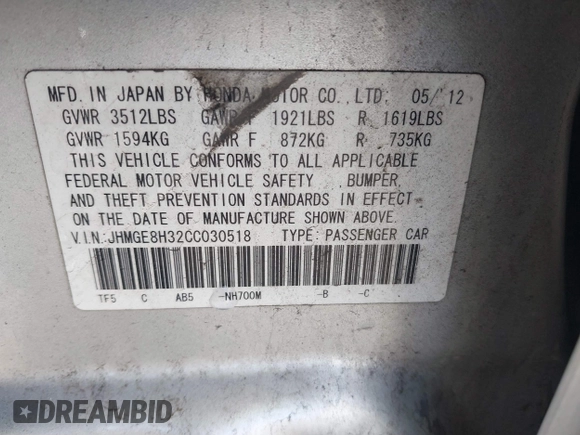 MFD. IN JAPAN BY HONDA MOTOR CO., LTD. 05/12
GVWR 3512LBS GAWR F 1921LBS R 1619LBS
GVWR 1594KG GAWR F 872KG R 735KG
THIS VEHICLE CONFORMS TO ALL APPLICABLE
FEDERAL MOTOR VEHICLE SAFETY , BUMPER,
AND THEFT PREVENTION STANDARDS IN EFFECT
ON THE DATE OF MANUFACTURE SHOWN ABOVE.
V.I.N: JHMGE8H32CC030518 TYPE: PASSENGER CAR
TF5 C AB5 -NH700M -B -C
DREAMBID